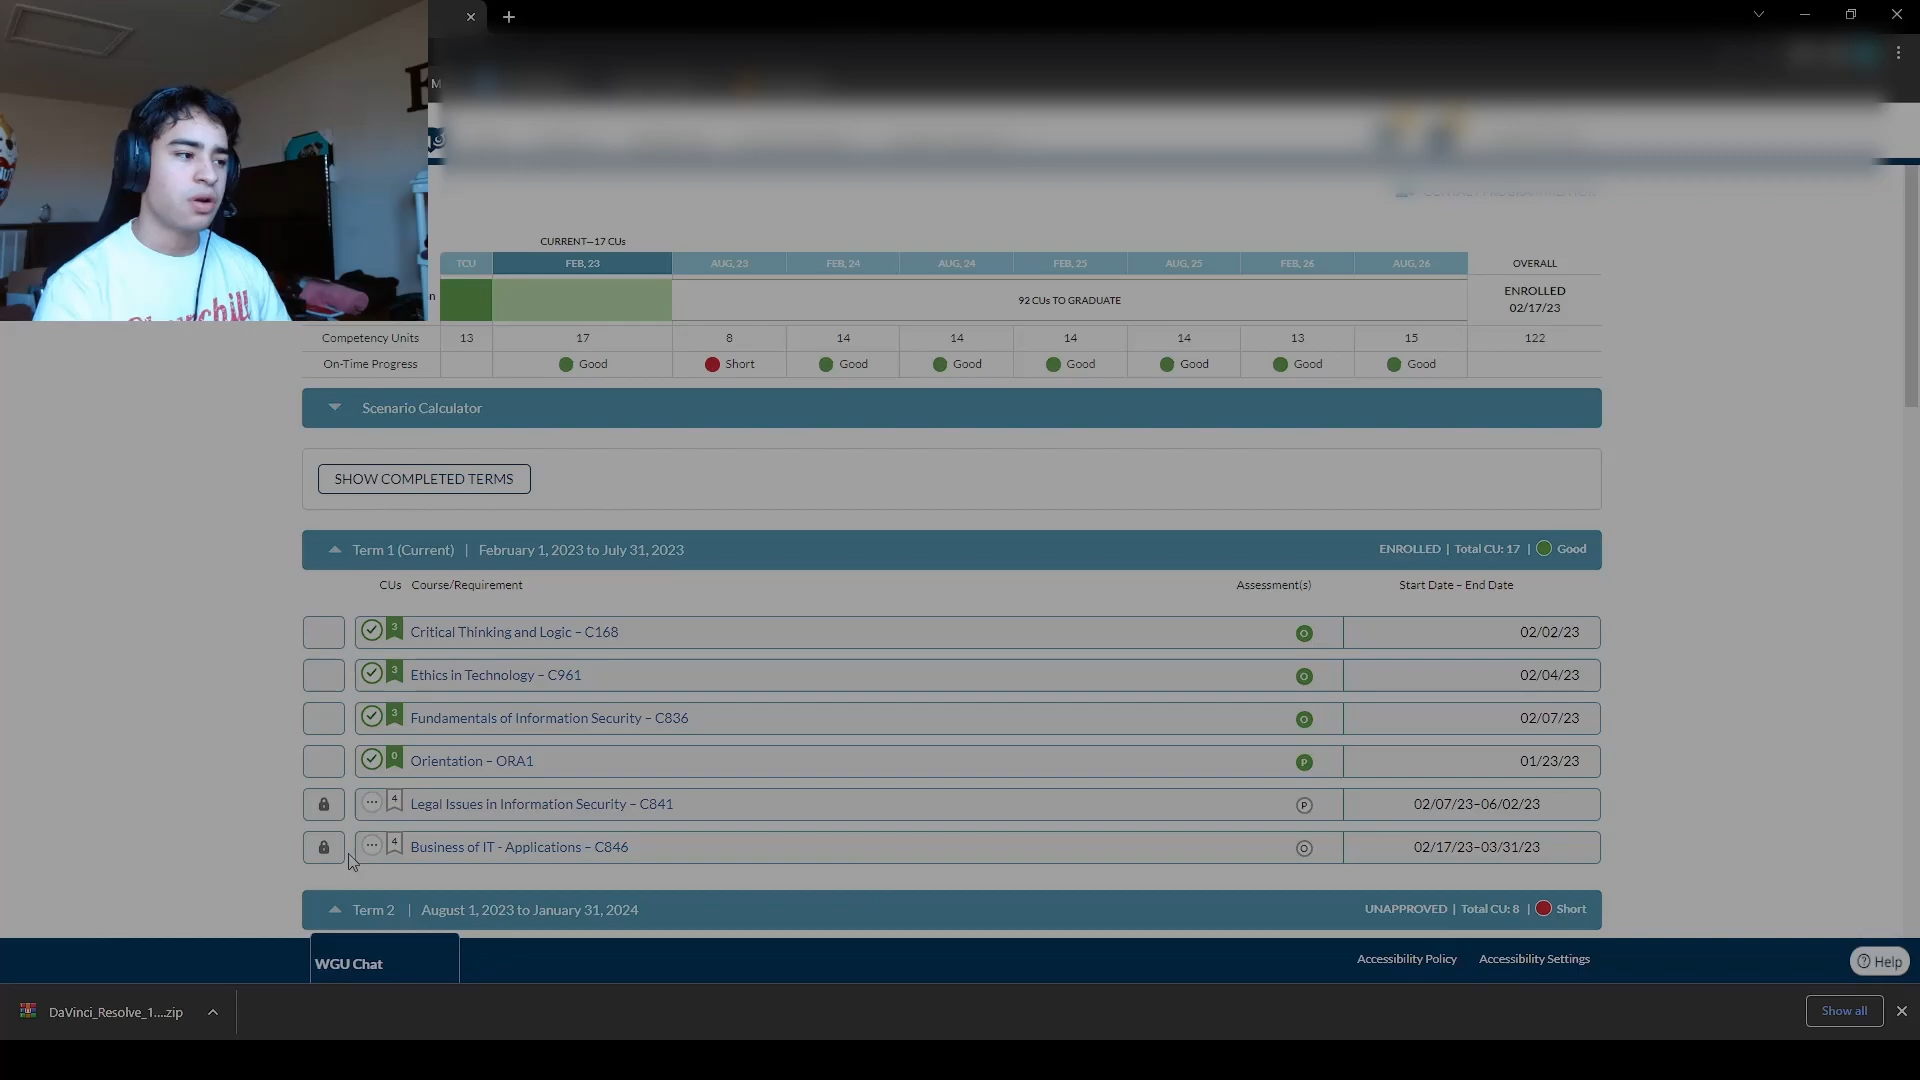 M
CURRENT—17 CUs
TCU FEB, 23 AUG, 23 FEB, 24 AUG, 24 FEB, 25 AUG, 25 FEB, 26 AUG, 26 OVERALL
n 92 CUs TO GRADUATE ENROLLED
02/17/23
Competency Units 13 17 8 14 14 14 14 13 15 122
On-Time Progress Good Short Good Good Good Good Good Good
Scenario Calculator
SHOW COMPLETED TERMS
Term 1 (Current) | February 1, 2023 to July 31, 2023 ENROLLED | Total CU: 17 | Good
CUs Course/Requirement Assessment(s) Start Date – End Date
3 Critical Thinking and Logic – C168 O 02/02/23
3 Ethics in Technology – C961 O 02/04/23
3 Fundamentals of Information Security – C836 O 02/07/23
0 Orientation – ORA1 P 01/23/23
4 Legal Issues in Information Security – C841 P 02/07/23–06/02/23
4 Business of IT - Applications – C846 O 02/17/23–03/31/23
Term 2 | August 1, 2023 to January 31, 2024 UNAPPROVED | Total CU: 8 | Short
WGU Chat Accessibility Policy Accessibility Settings Help
DaVinci_Resolve_1....zip Show all